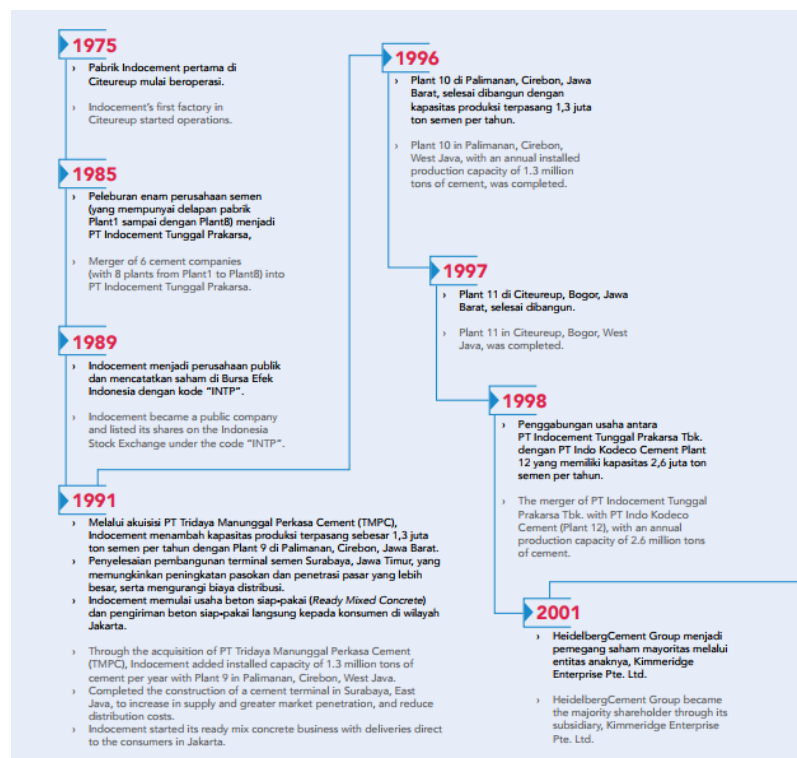 1975
› Pabrik Indocement pertama di
Citeureup mulai beroperasi.
› Indocement's first factory in
Citeureup started operations.
1985
› Peleburan enam perusahaan semen
(yang mempunyai delapan pabrik
Plant1 sampai dengan Plant8) menjadi
PT Indocement Tunggal Prakarsa,
› Merger of 6 cement companies
(with 8 plants from Plant1 to Plant8) into
PT Indocement Tunggal Prakarsa.
1989
› Indocement menjadi perusahaan publik
dan mencatatkan saham di Bursa Efek
Indonesia dengan kode "INTP".
› Indocement became a public company
and listed its shares on the Indonesia
Stock Exchange under the code "INTP".
1991
› Melalui akuisisi PT Tridaya Manunggal Perkasa Cement (TMPC),
Indocement menambah kapasitas produksi terpasang sebesar 1,3 juta
ton semen per tahun dengan Plant 9 di Palimanan, Cirebon, Jawa Barat.
› Penyelesaian pembangunan terminal semen Surabaya, Jawa Timur, yang
memungkinkan peningkatan pasokan dan penetrasi pasar yang lebih
besar, serta mengurangi biaya distribusi.
› Indocement memulai usaha beton siap-pakai (Ready Mixed Concrete)
dan pengiriman beton siap-pakai langsung kepada konsumen di wilayah
Jakarta.
› Through the acquisition of PT Tridaya Manunggal Perkasa Cement
(TMPC), Indocement added installed capacity of 1.3 million tons of
cement per year with Plant 9 in Palimanan, Cirebon, West Java.
› Completed the construction of a cement terminal in Surabaya, East
Java, to increase in supply and greater market penetration, and reduce
distribution costs.
› Indocement started its ready mix concrete business with deliveries direct
to the consumers in Jakarta.
1996
› Plant 10 di Palimanan, Cirebon, Jawa
Barat, selesai dibangun dengan
kapasitas produksi terpasang 1,3 juta
ton semen per tahun.
› Plant 10 in Palimanan, Cirebon,
West Java, with an annual installed
production capacity of 1.3 million
tons of cement, was completed.
1997
› Plant 11 di Citeureup, Bogor, Jawa
Barat, selesai dibangun.
› Plant 11 in Citeureup, Bogor, West
Java, was completed.
1998
› Penggabungan usaha antara
PT Indocement Tunggal Prakarsa Tbk.
dengan PT Indo Kodeco Cement Plant
12 yang memiliki kapasitas 2,6 juta ton
semen per tahun.
› The merger of PT Indocement Tunggal
Prakarsa Tbk. with PT Indo Kodeco
Cement (Plant 12), with an annual
production capacity of 2.6 million tons
of cement.
2001
› HeidelbergCement Group menjadi
pemegang saham mayoritas melalui
entitas anaknya, Kimmeridge
Enterprise Pte. Ltd.
› HeidelbergCement Group became
the majority shareholder through its
subsidiary, Kimmeridge Enterprise
Pte. Ltd.